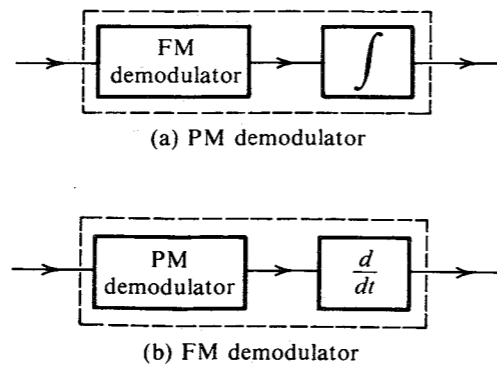 FM
demodulator
∫
(a) PM demodulator
PM
demodulator
d
dt
(b) FM demodulator